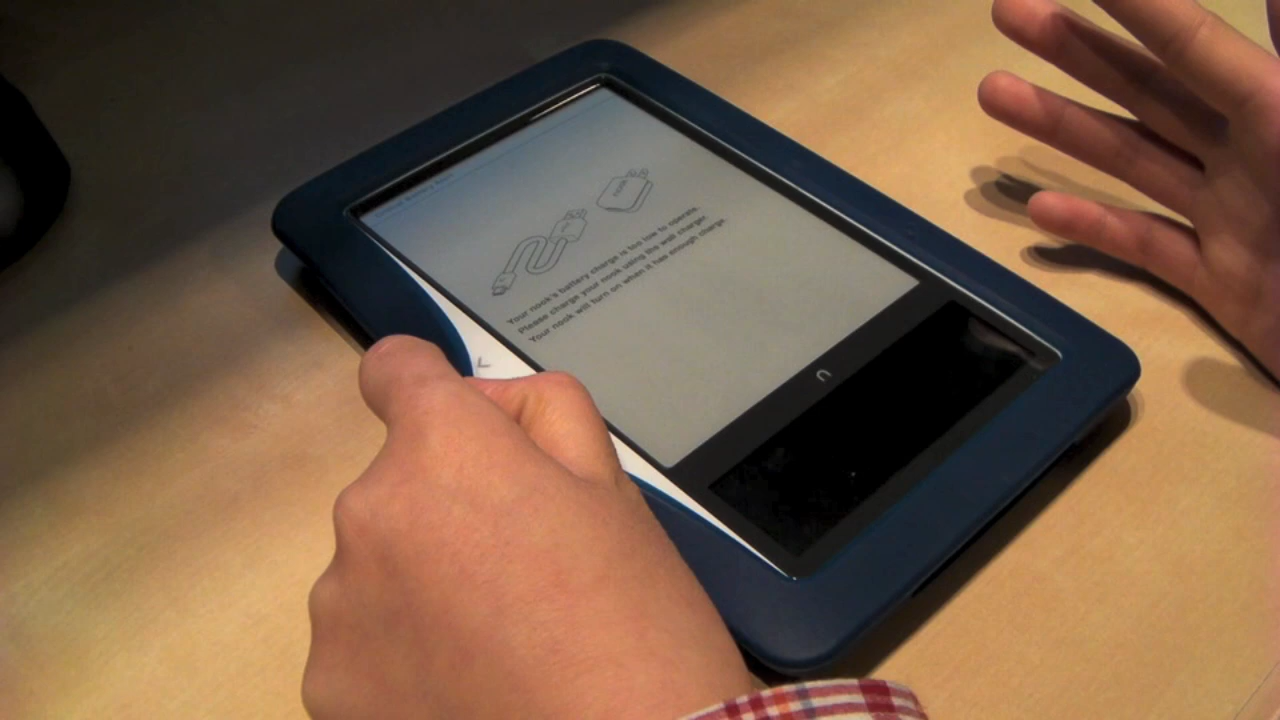 nook
Your nook's battery charge is too low to operate.
Please charge your nook using the wall charger
Your nook will turn on when it has enough charge.